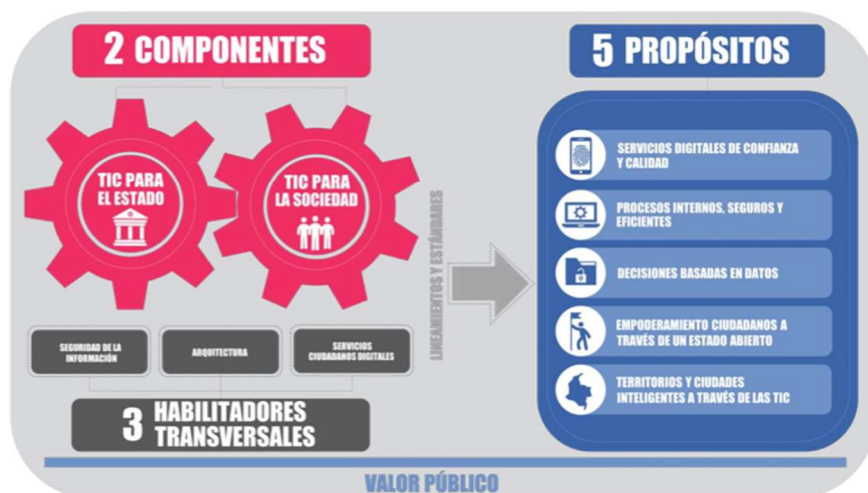 2 COMPONENTES
TIC PARA
EL ESTADO
TIC PARA
LA SOCIEDAD
SEGURIDAD DE LA
INFORMACIÓN
ARQUITECTURA
SERVICIOS
CIUDADANOS DIGITALES
3 HABILITADORES
TRANSVERSALES
LINEAMIENTOS Y ESTÁNDARES
5 PROPÓSITOS
SERVICIOS DIGITALES DE CONFIANZA
Y CALIDAD
PROCESOS INTERNOS, SEGUROS Y
EFICIENTES
DECISIONES BASADAS EN DATOS
EMPODERAMIENTO CIUDADANOS A
TRAVÉS DE UN ESTADO ABIERTO
TERRITORIOS Y CIUDADES
INTELIGENTES A TRAVÉS DE LAS TIC
VALOR PÚBLICO